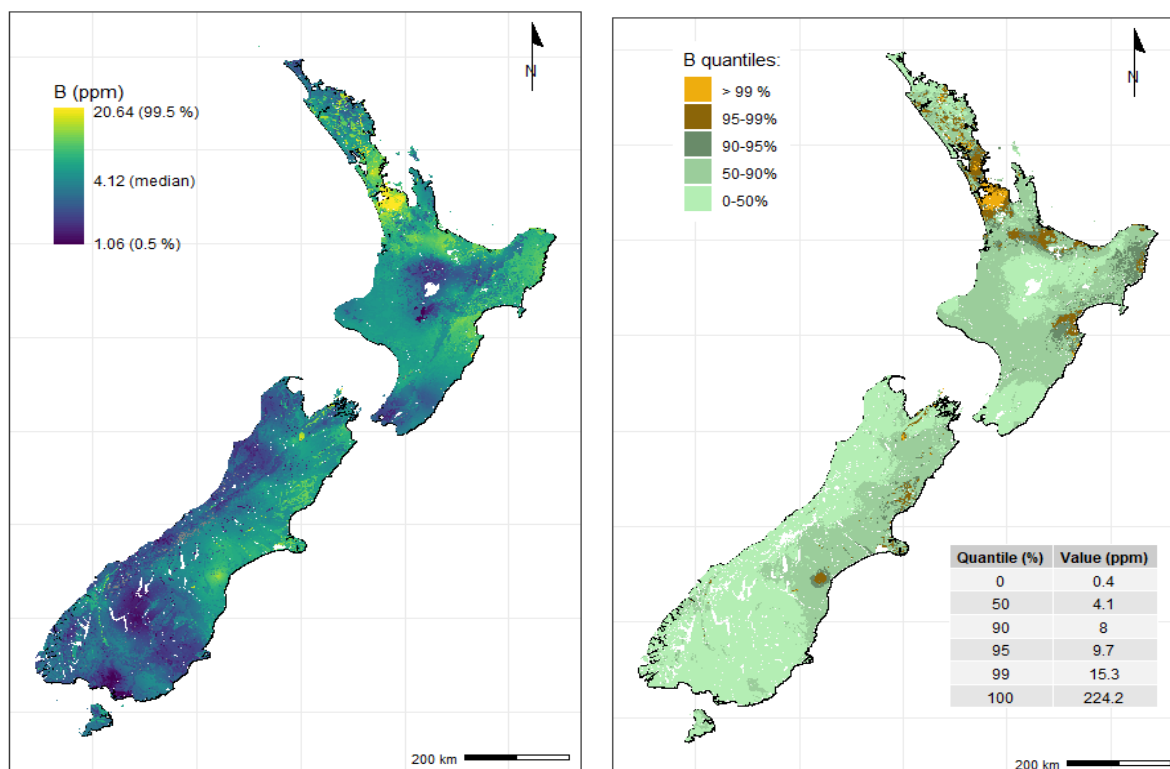 N
B (ppm)
20.64 (99.5 %)
4.12 (median)
1.06 (0.5 %)
200 km
N
B quantiles:
> 99 %
95-99%
90-95%
50-90%
0-50%
Quantile (%) Value (ppm)
0 0.4
50 4.1
90 8
95 9.7
99 15.3
100 224.2
200 km